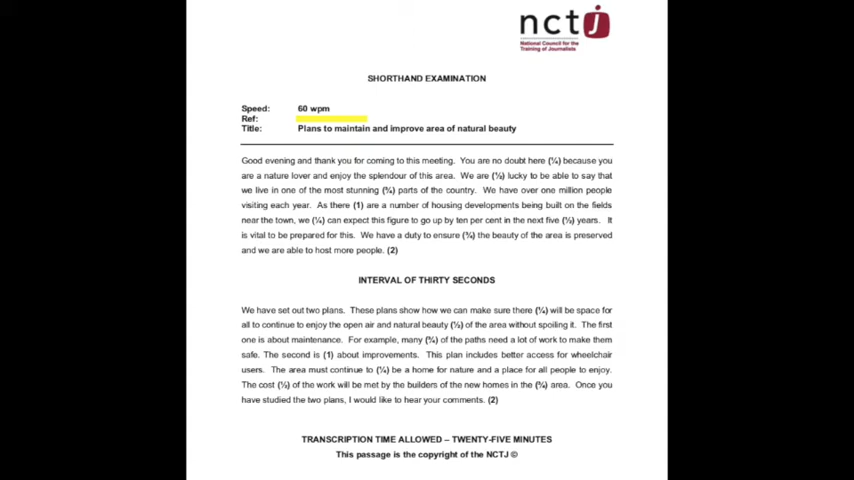 nctj
National Council for the
Training of Journalists
SHORTHAND EXAMINATION
Speed: 60 wpm
Ref:
Title: Plans to maintain and improve area of natural beauty
Good evening and thank you for coming to this meeting. You are no doubt here (¼) because you
are a nature lover and enjoy the splendour of this area. We are (½) lucky to be able to say that
we live in one of the most stunning (¾) parts of the country. We have over one million people
visiting each year. As there (1) are a number of housing developments being built on the fields
near the town, we (¼) can expect this figure to go up by ten per cent in the next five (½) years. It
is vital to be prepared for this. We have a duty to ensure (¾) the beauty of the area is preserved
and we are able to host more people. (2)
INTERVAL OF THIRTY SECONDS
We have set out two plans. These plans show how we can make sure there (¼) will be space for
all to continue to enjoy the open air and natural beauty (½) of the area without spoiling it. The first
one is about maintenance. For example, many (¾) of the paths need a lot of work to make them
safe. The second is (1) about improvements. This plan includes better access for wheelchair
users. The area must continue to (¼) be a home for nature and a place for all people to enjoy.
The cost (½) of the work will be met by the builders of the new homes in the (¾) area. Once you
have studied the two plans, I would like to hear your comments. (2)
TRANSCRIPTION TIME ALLOWED – TWENTY-FIVE MINUTES
This passage is the copyright of the NCTJ ©